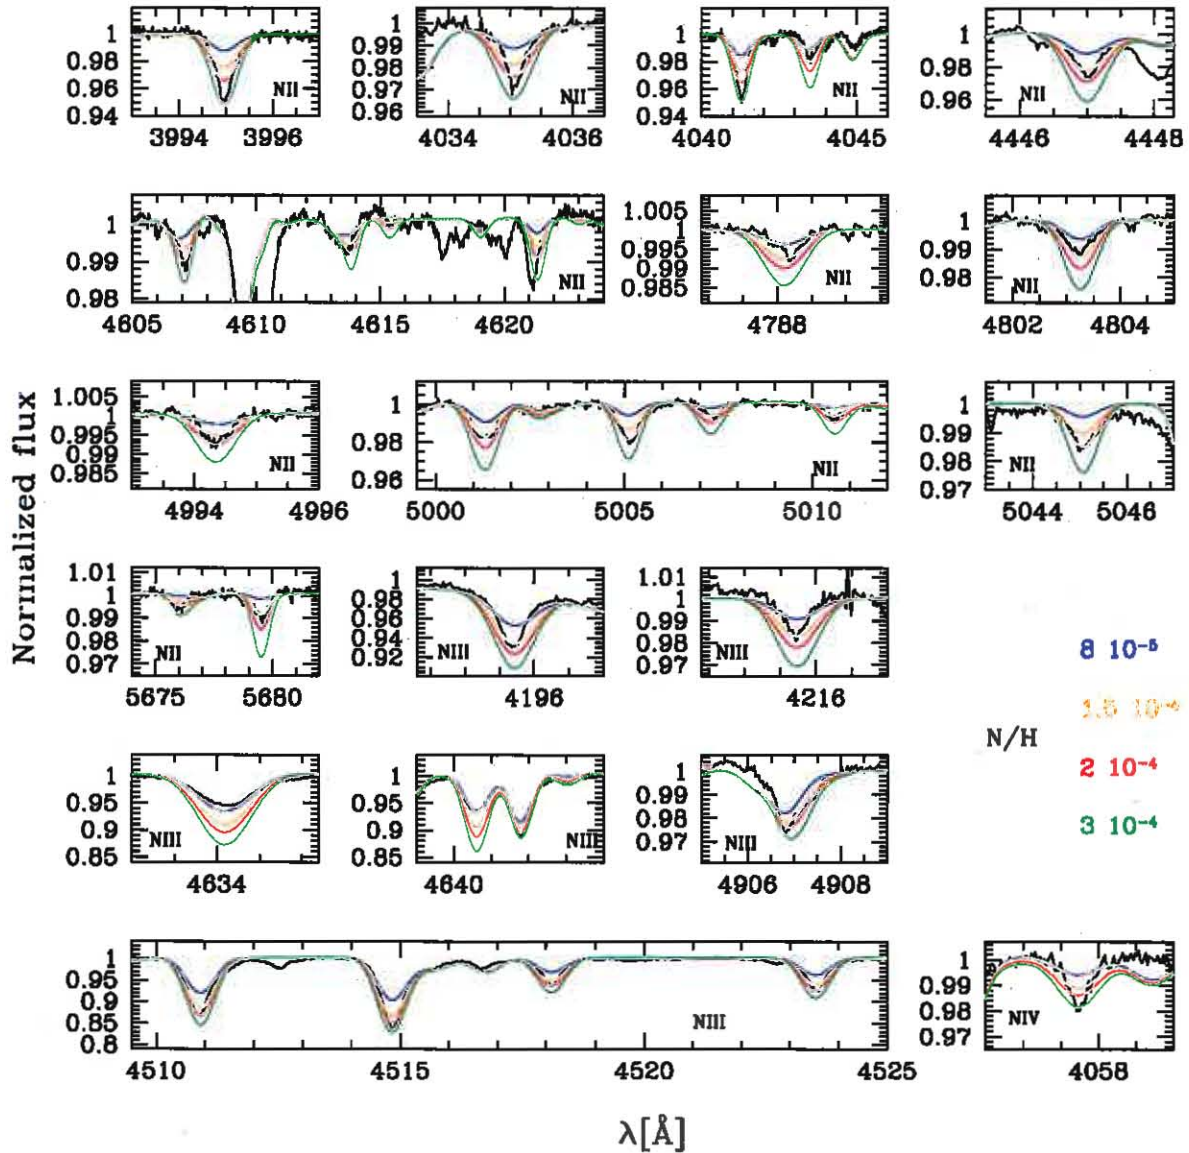 1 0.98 0.96 0.94 NII 3994 3996
1 0.99 0.98 0.97 0.96 NII 4034 4036
1 0.98 0.96 0.94 NII 4040 4045
1 0.98 0.96 NII 4446 4448
1 0.99 0.98 NII 4605 4610 4615 4620
1.005 1 0.995 0.99 0.985 NII 4788
1 0.99 0.98 NII 4802 4804
Normalized flux
1.005 1 0.995 0.99 0.985 NII 4994 4996
1 0.98 0.96 NII 5000 5005 5010
1 0.99 0.98 0.97 NII 5044 5046
1.01 1 0.99 0.98 0.97 NII 5675 5680
1 0.98 0.96 0.94 0.92 NIII 4196
1.01 1 0.99 0.98 0.97 NIII 4216
N/H
8 10⁻⁵
2 10⁻⁴
3 10⁻⁴
1 0.95 0.9 0.85 NIII 4634
1 0.95 0.9 0.85 NIII 4640
1 0.99 0.98 0.97 NIII 4906 4908
1 0.95 0.9 0.85 0.8 NIII 4510 4515 4520 4525
1 0.99 0.98 0.97 NIV 4058
λ[Å]